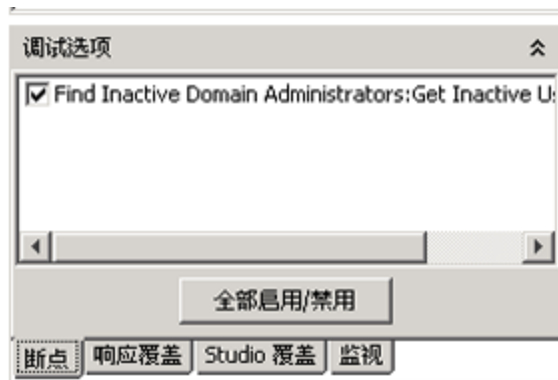 调试选项
Find Inactive Domain Administrators:Get Inactive U
全部启用/禁用
断点 响应覆盖 Studio 覆盖 监视